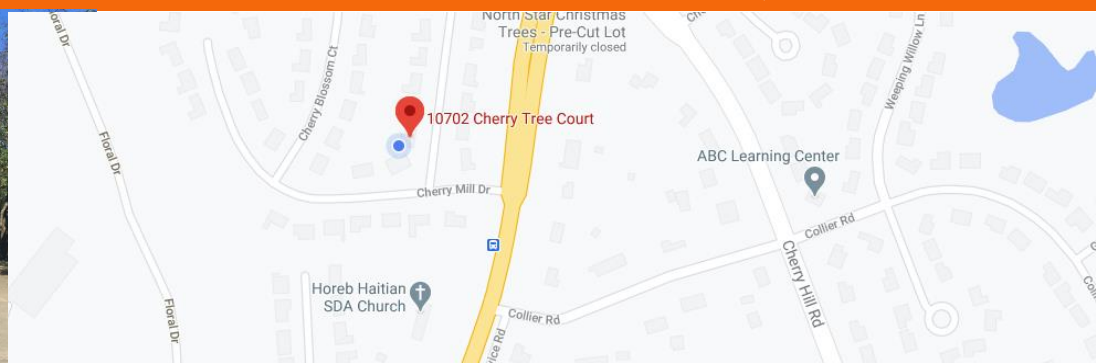 North Star Christmas
Trees - Pre-Cut Lot
Temporarily closed
Floral Dr
Cherry Blossom Ct
Weeping Willow Ln
10702 Cherry Tree Court
Floral Dr
ABC Learning Center
Cherry Mill Dr
Collier Rd
Cherry Hill Rd
Horeb Haitian
SDA Church
Floral Dr
Collier Rd